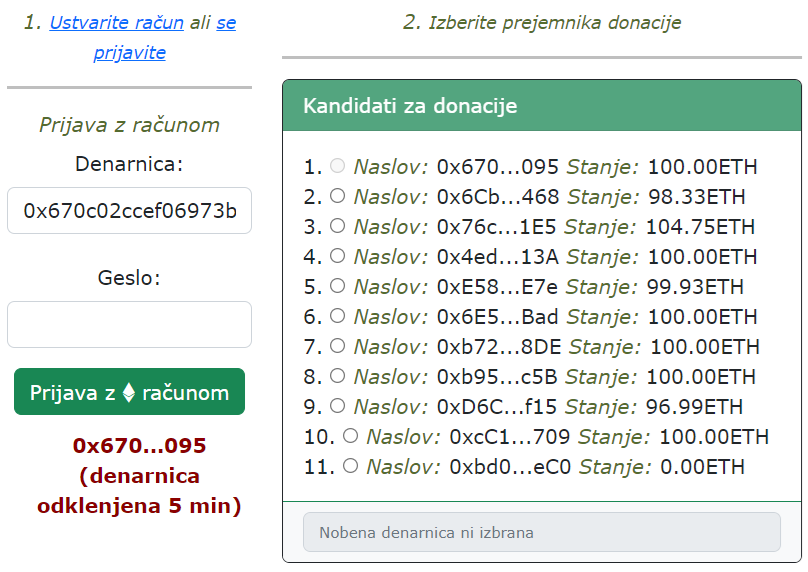 1. Ustvarite račun ali se
prijavite
Prijava z računom
Denarnica:
0x670c02ccef06973b
Geslo:
Prijava z računom
0x670...095
(denarnica
odklenjena 5 min)
2. Izberite prejemnika donacije
Kandidati za donacije
1. Naslov: 0x670...095 Stanje: 100.00ETH
2. Naslov: 0x6Cb...468 Stanje: 98.33ETH
3. Naslov: 0x76c...1E5 Stanje: 104.75ETH
4. Naslov: 0x4ed...13A Stanje: 100.00ETH
5. Naslov: 0xE58...E7e Stanje: 99.93ETH
6. Naslov: 0x6E5...Bad Stanje: 100.00ETH
7. Naslov: 0xb72...8DE Stanje: 100.00ETH
8. Naslov: 0xb95...c5B Stanje: 100.00ETH
9. Naslov: 0xD6C...f15 Stanje: 96.99ETH
10. Naslov: 0xcC1...709 Stanje: 100.00ETH
11. Naslov: 0xbd0...eC0 Stanje: 0.00ETH
Nobena denarnica ni izbrana